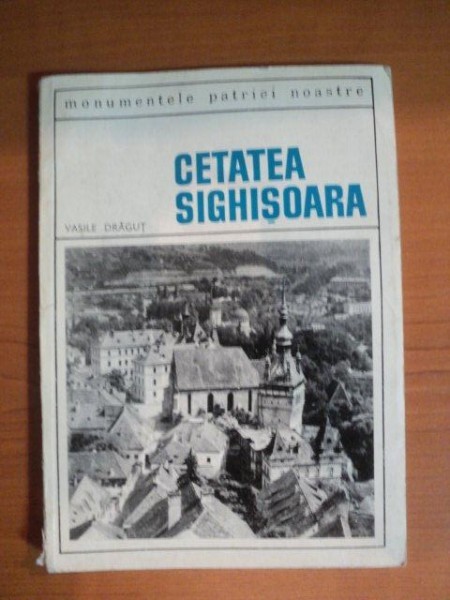 monumentele patriei noastre
CETATEA
SIGHIȘOARA
VASILE DRĂGUȚ